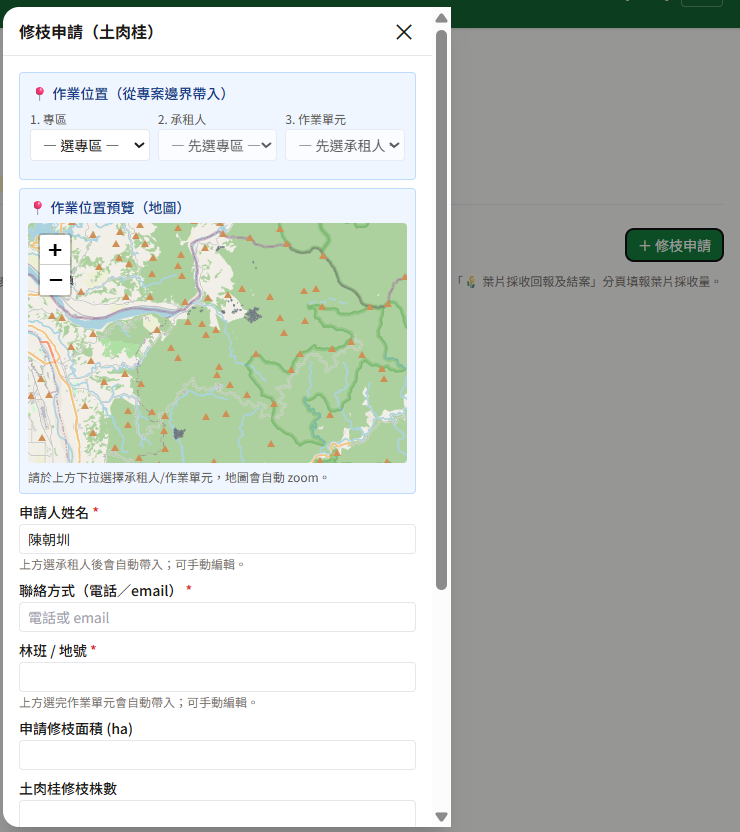 修枝申請（土肉桂）
📍 作業位置（從專案邊界帶入）
1. 專區
2. 承租人
3. 作業單元
— 選專區 —
— 先選專區 —
— 先選承租人
📍 作業位置預覽（地圖）
+
−
請於上方下拉選擇承租人/作業單元，地圖會自動 zoom。
申請人姓名 *
陳朝圳
上方選承租人後會自動帶入；可手動編輯。
聯絡方式（電話／email） *
電話或 email
林班 / 地號 *
上方選完作業單元會自動帶入；可手動編輯。
申請修枝面積 (ha)
土肉桂修枝株數
＋ 修枝申請
「🌾 葉片採收回報及結案」分頁填報葉片採收量。